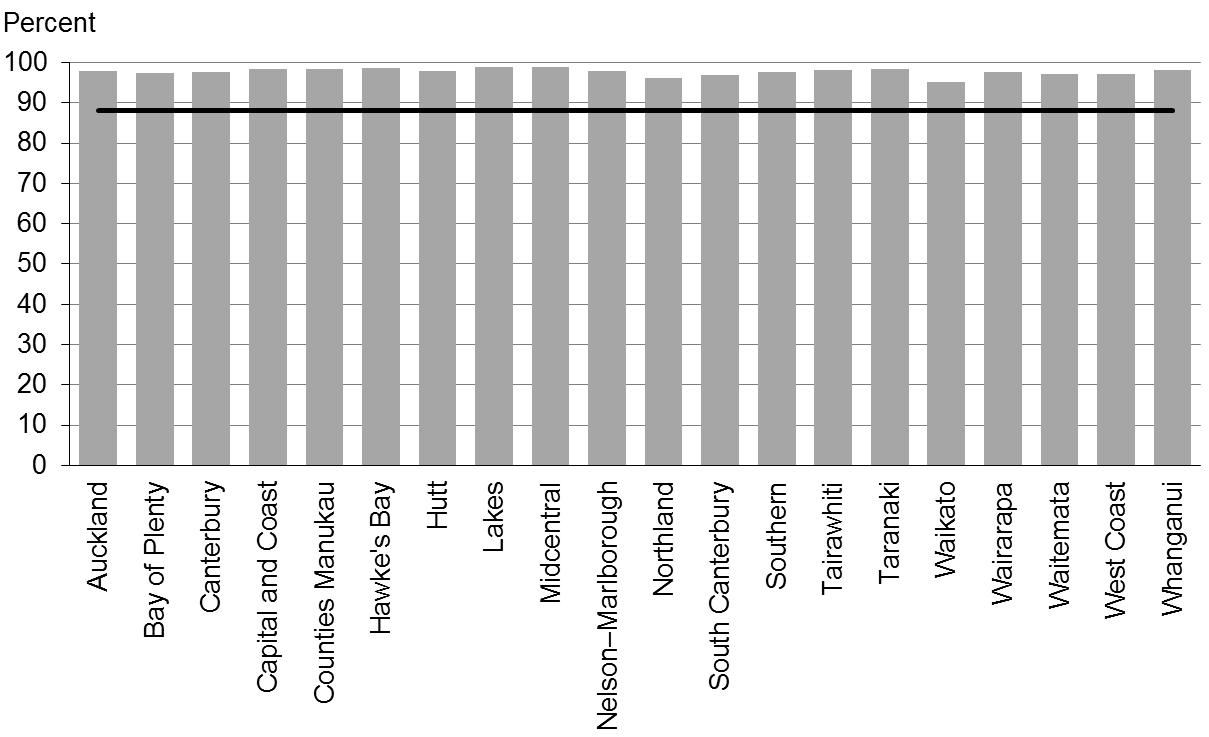 Percent
100
90
80
70
60
50
40
30
20
10
0
Auckland
Bay of Plenty
Canterbury
Capital and Coast
Counties Manukau
Hawke's Bay
Hutt
Lakes
Midcentral
Nelson–Marlborough
Northland
South Canterbury
Southern
Tairawhiti
Taranaki
Waikato
Wairarapa
Waitemata
West Coast
Whanganui